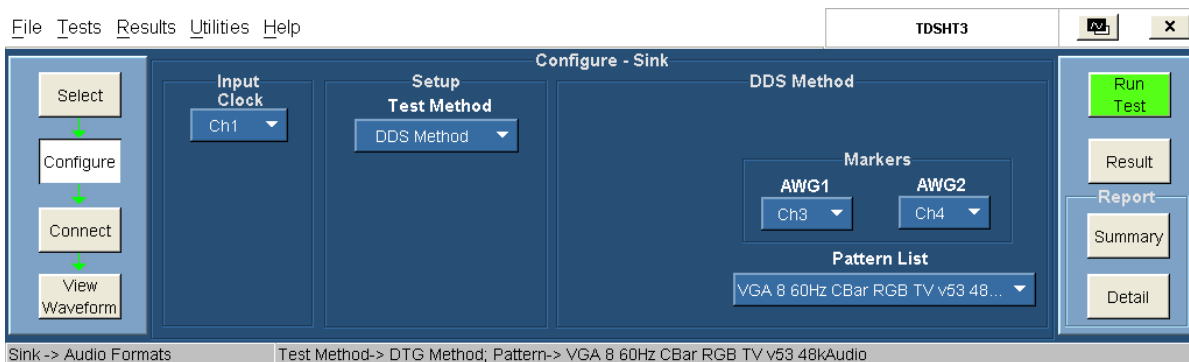 File Tests Results Utilities Help
TDSHT3
x
Configure - Sink
Select
Configure
Connect
View
Waveform
Input
Clock
Ch1
Setup
Test Method
DDS Method
DDS Method
Markers
AWG1 AWG2
Ch3 Ch4
Pattern List
VGA 8 60Hz CBar RGB TV v53 48...
Run
Test
Result
Report
Summary
Detail
Sink -> Audio Formats Test Method-> DTG Method; Pattern-> VGA 8 60Hz CBar RGB TV v53 48kAudio